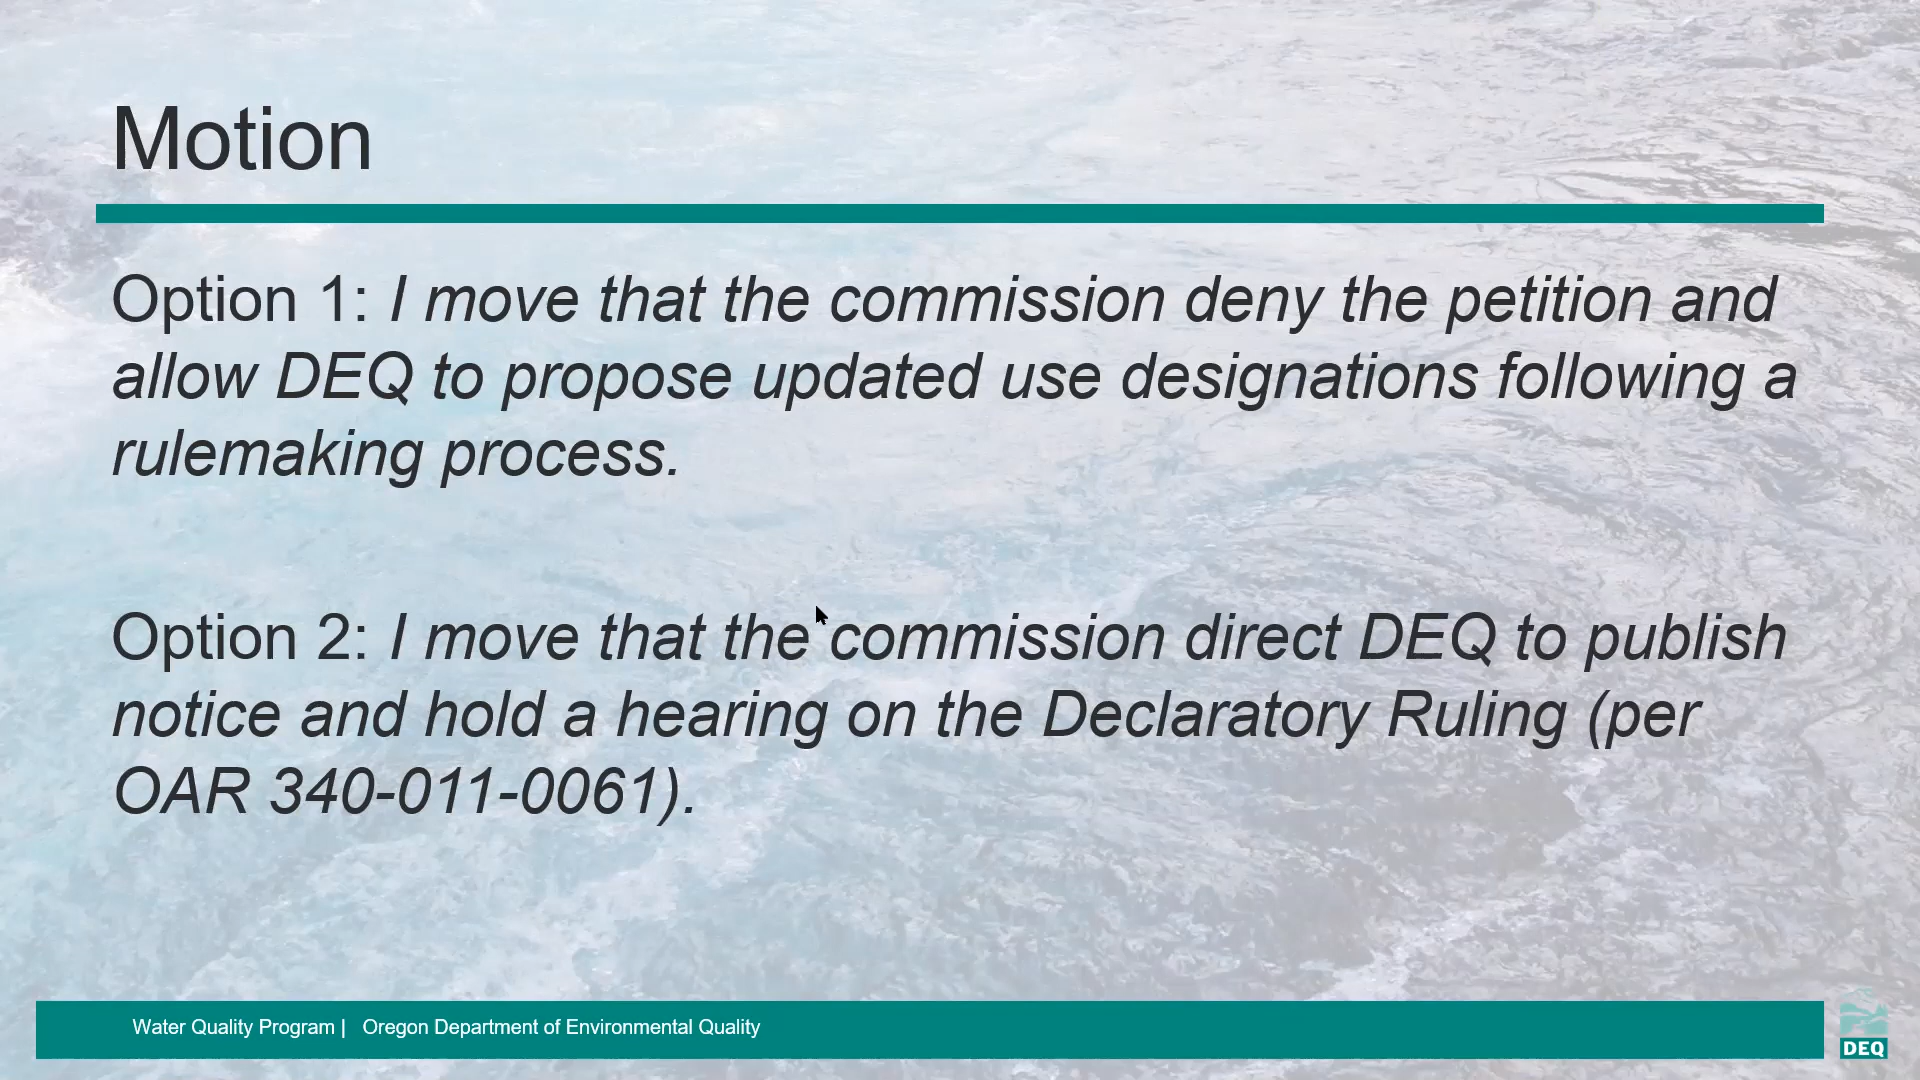 Motion
Option 1: I move that the commission deny the petition and
allow DEQ to propose updated use designations following a
rulemaking process.
Option 2: I move that the commission direct DEQ to publish
notice and hold a hearing on the Declaratory Ruling (per
OAR 340-011-0061).
Water Quality Program | Oregon Department of Environmental Quality
DEQ